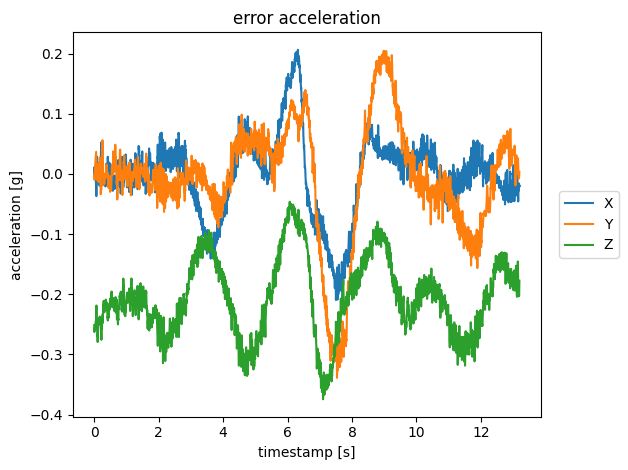 error acceleration
acceleration [g]
0.2
0.1
0.0
−0.1
−0.2
−0.3
−0.4
0 2 4 6 8 10 12
timestamp [s]
X
Y
Z